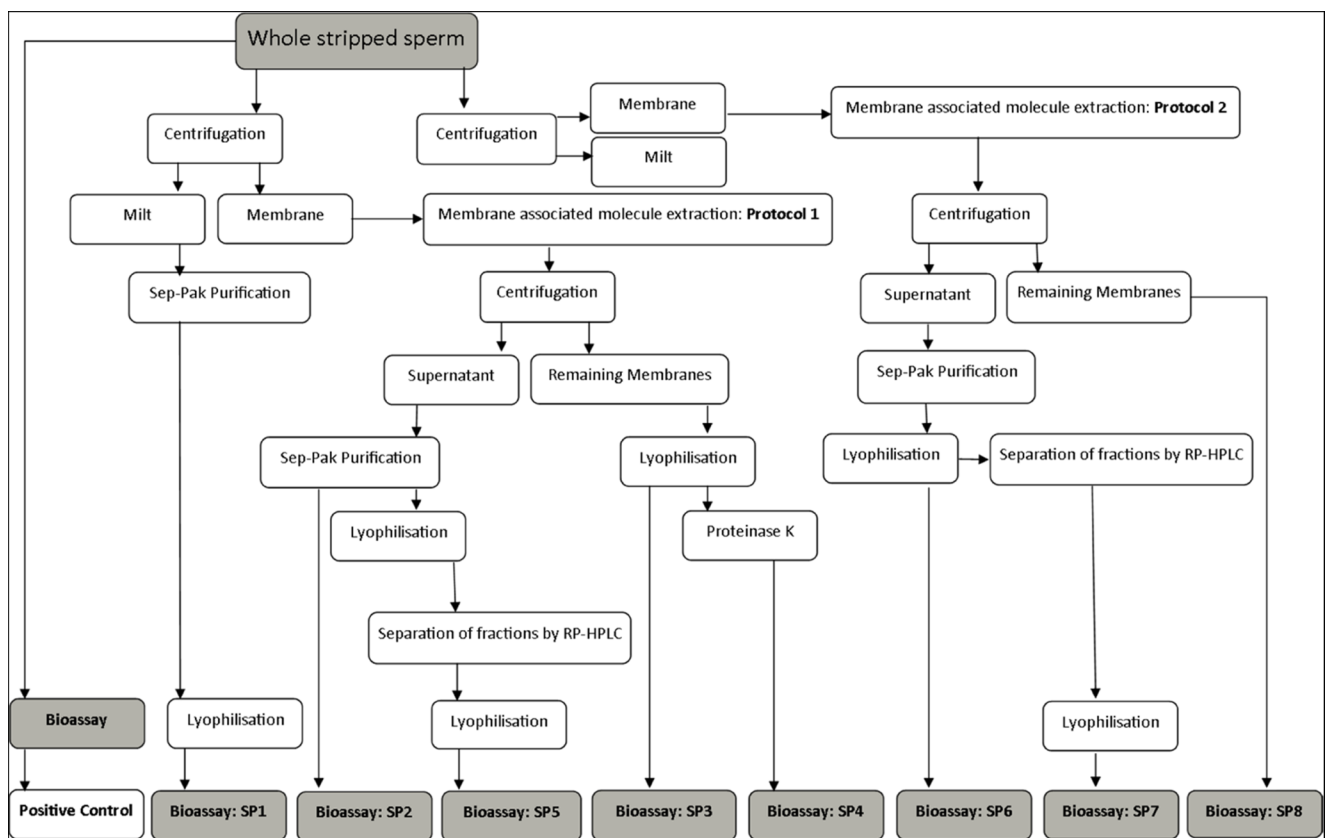 Whole stripped sperm
Membrane
Membrane associated molecule extraction: Protocol 2
Centrifugation
Centrifugation
Milt
Milt
Membrane
Membrane associated molecule extraction: Protocol 1
Centrifugation
Sep-Pak Purification
Centrifugation
Supernatant
Remaining Membranes
Supernatant
Remaining Membranes
Sep-Pak Purification
Sep-Pak Purification
Lyophilisation
Lyophilisation
Separation of fractions by RP-HPLC
Lyophilisation
Proteinase K
Separation of fractions by RP-HPLC
Bioassay
Lyophilisation
Lyophilisation
Lyophilisation
Positive Control
Bioassay: SP1
Bioassay: SP2
Bioassay: SP5
Bioassay: SP3
Bioassay: SP4
Bioassay: SP6
Bioassay: SP7
Bioassay: SP8